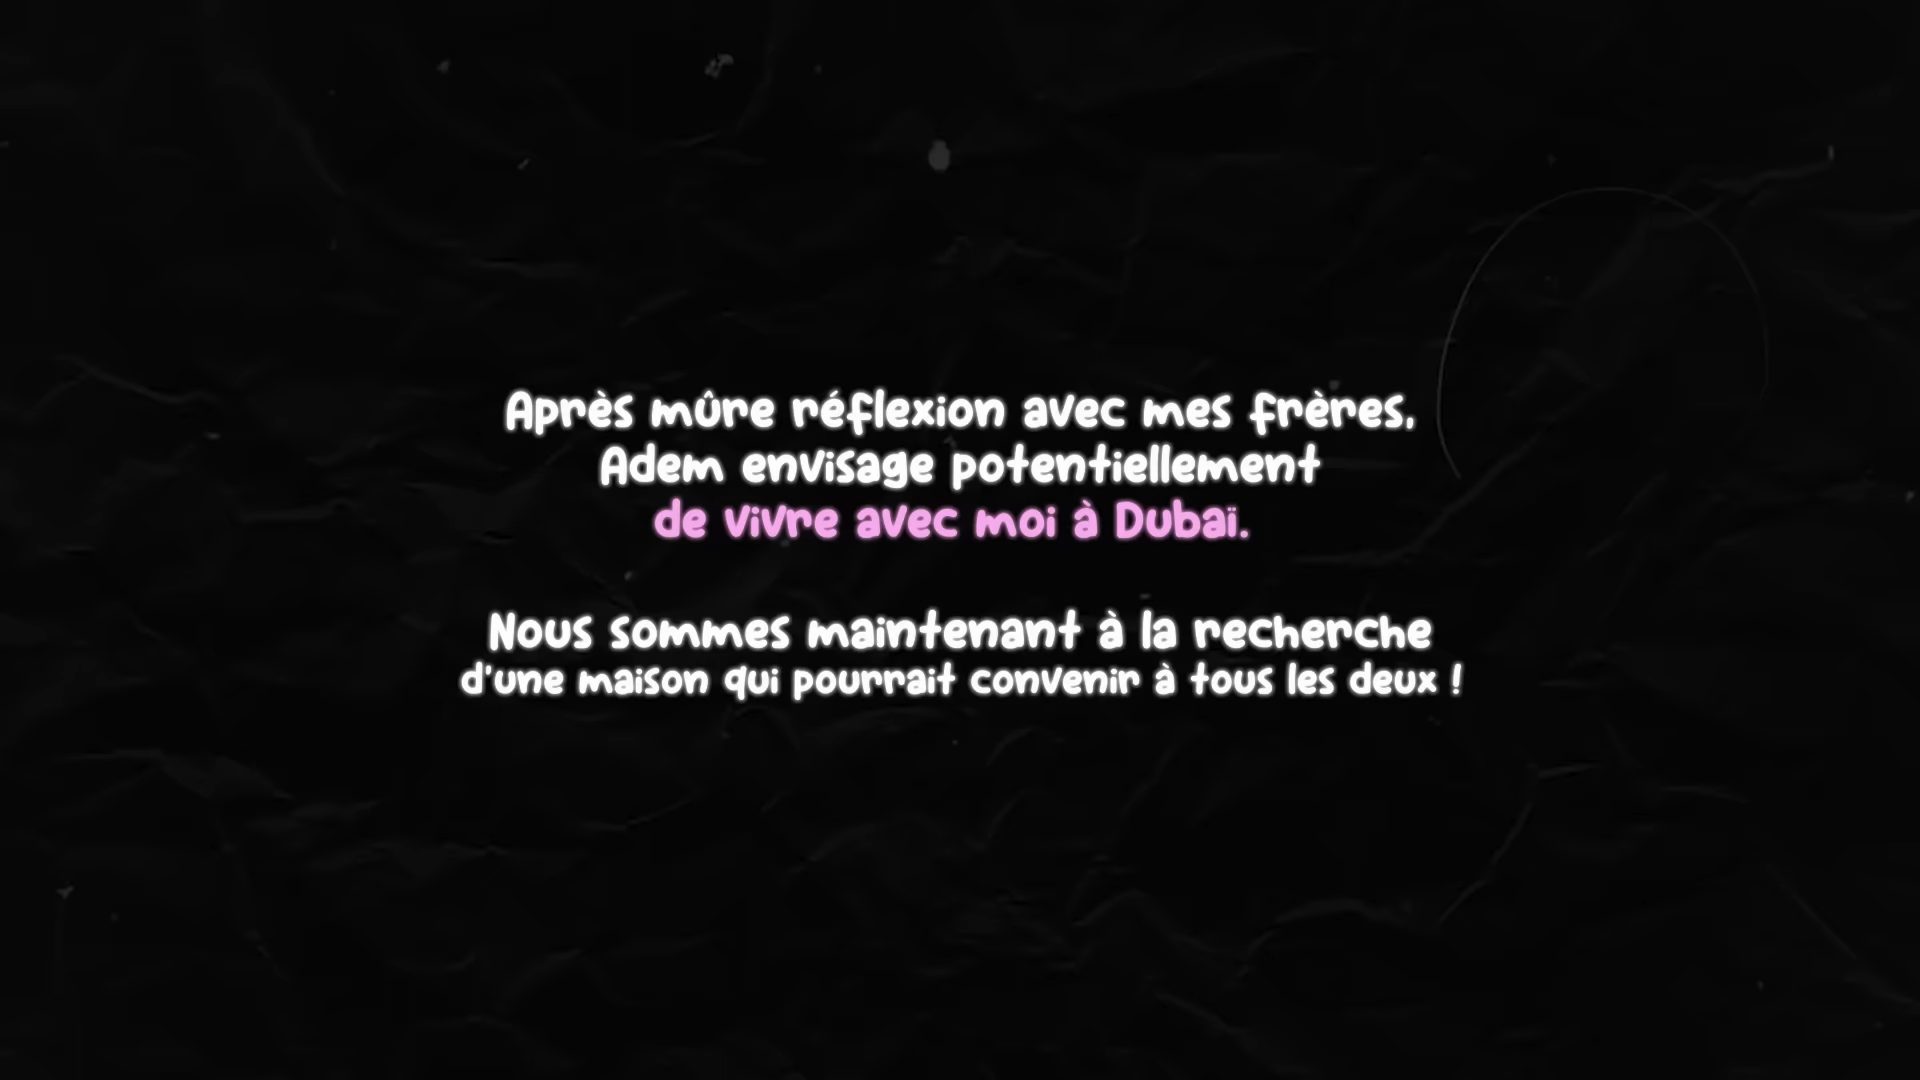 Après mûre réflexion avec mes frères,
Adem envisage potentiellement
de vivre avec moi à Dubaï.
Nous sommes maintenant à la recherche
d'une maison qui pourrait convenir à tous les deux !